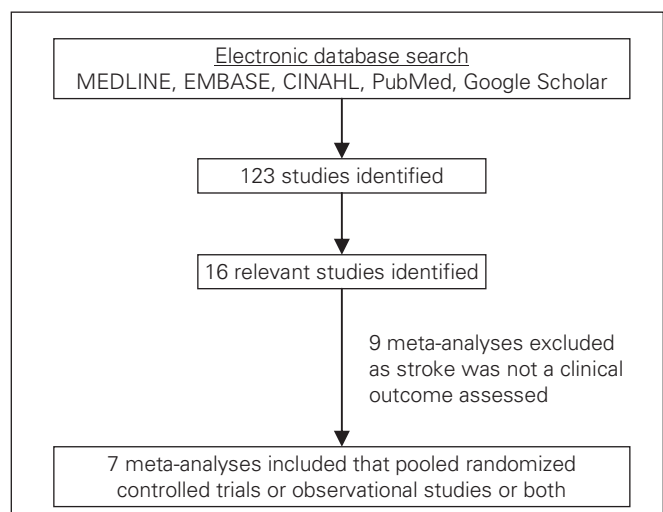 Electronic database search
MEDLINE, EMBASE, CINAHL, PubMed, Google Scholar
123 studies identified
16 relevant studies identified
9 meta-analyses excluded
as stroke was not a clinical
outcome assessed
7 meta-analyses included that pooled randomized
controlled trials or observational studies or both